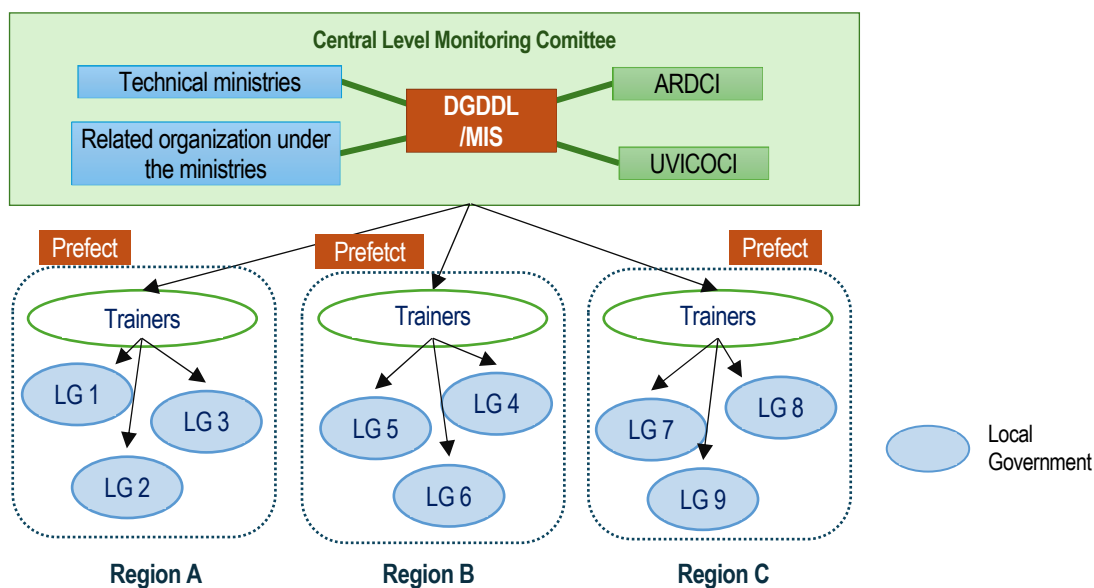 Central Level Monitoring Comittee
Technical ministries
ARDCI
DGDDL
/MIS
Related organization under
the ministries
UVICOCI
Prefect
Prefetct
Prefect
Trainers
Trainers
Trainers
LG 1
LG 3
LG 2
LG 5
LG 4
LG 6
LG 7
LG 8
LG 9
Local
Government
Region A
Region B
Region C